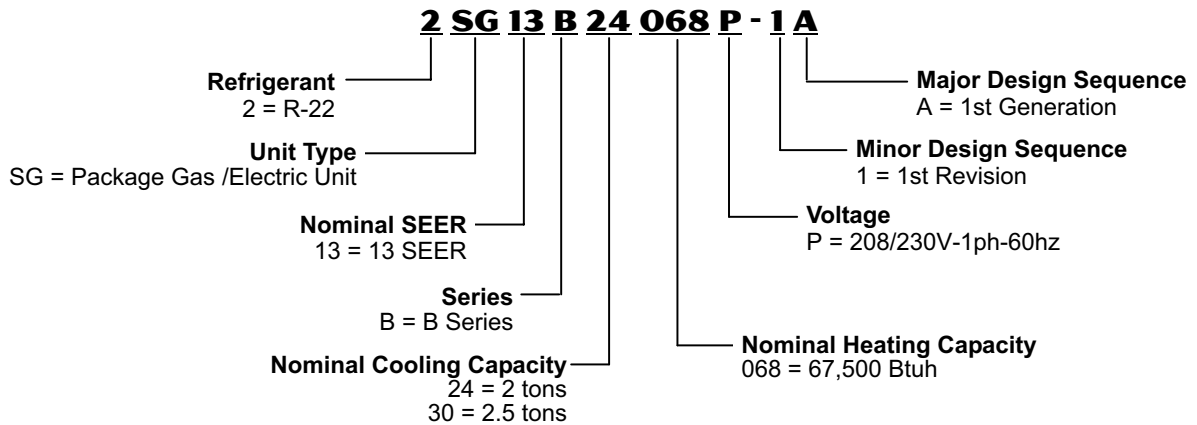 2 SG 13 B 24 068 P - 1 A
Refrigerant
2 = R-22
Unit Type
SG = Package Gas /Electric Unit
Nominal SEER
13 = 13 SEER
Series
B = B Series
Nominal Cooling Capacity
24 = 2 tons
30 = 2.5 tons
Major Design Sequence
A = 1st Generation
Minor Design Sequence
1 = 1st Revision
Voltage
P = 208/230V-1ph-60hz
Nominal Heating Capacity
068 = 67,500 Btuh